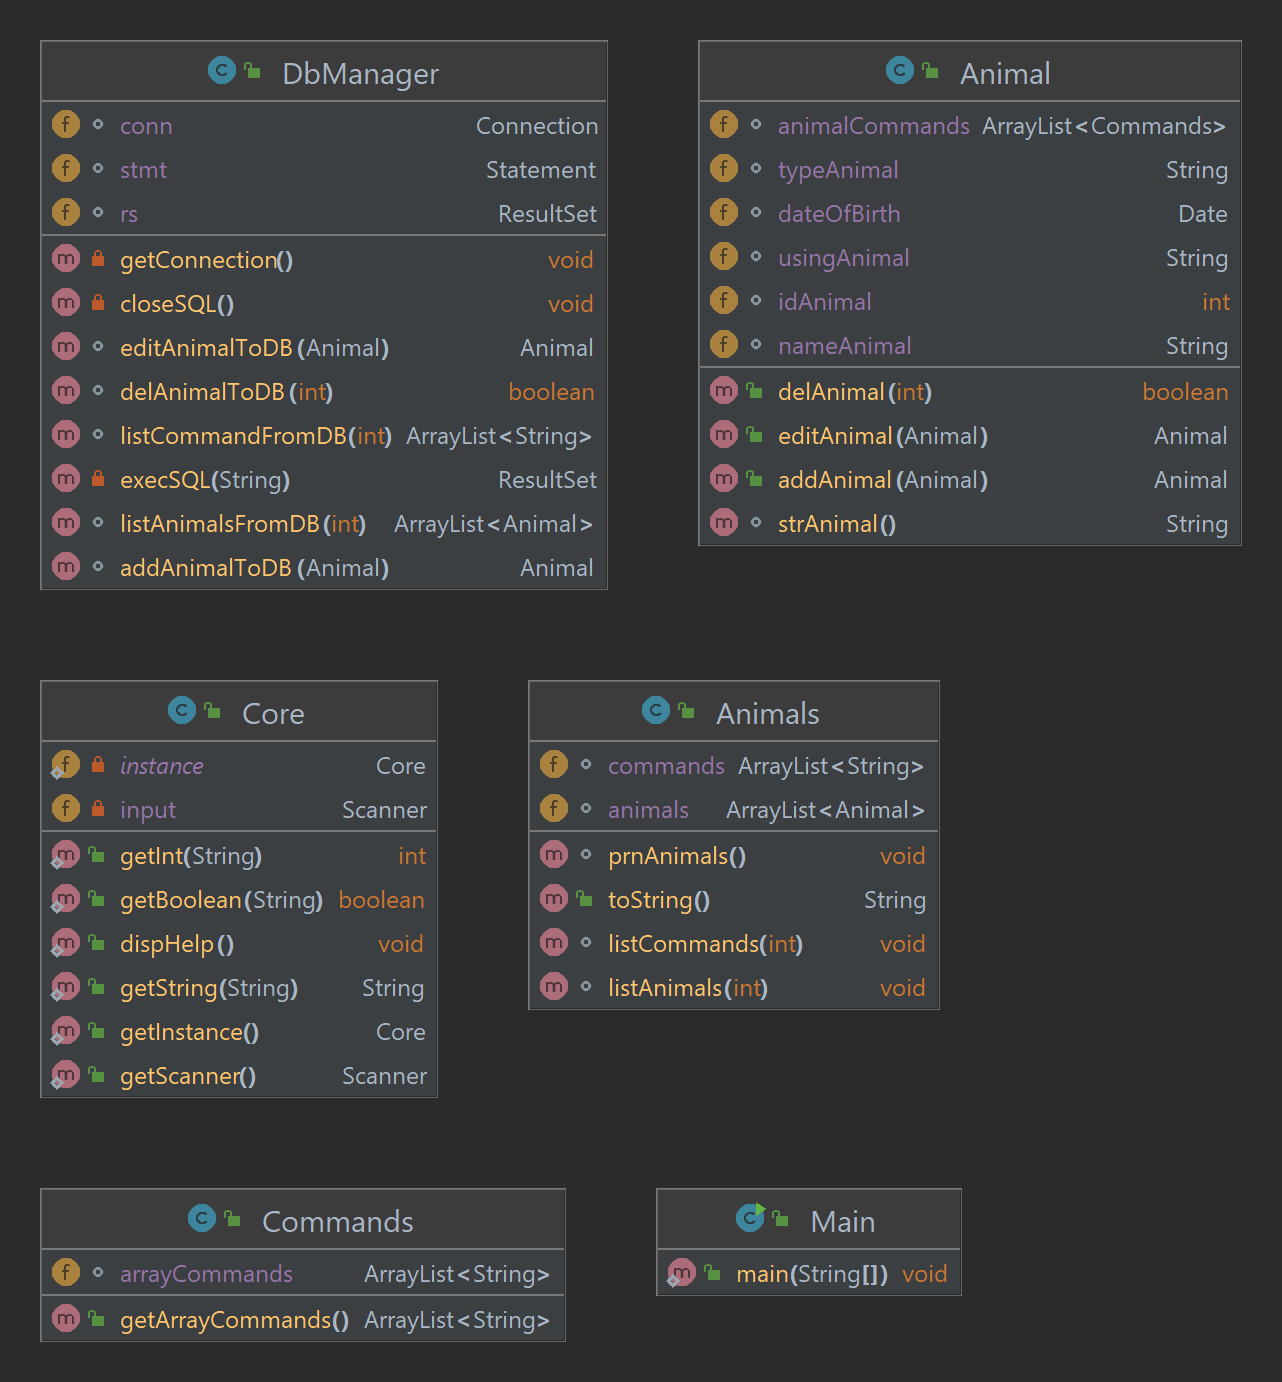 DbManager
conn Connection
stmt Statement
rs ResultSet
getConnection() void
closeSQL() void
editAnimalToDB(Animal) Animal
delAnimalToDB(int) boolean
listCommandFromDB(int) ArrayList<String>
execSQL(String) ResultSet
listAnimalsFromDB(int) ArrayList<Animal>
addAnimalToDB(Animal) Animal
Animal
animalCommands ArrayList<Commands>
typeAnimal String
dateOfBirth Date
usingAnimal String
idAnimal int
nameAnimal String
delAnimal(int) boolean
editAnimal(Animal) Animal
addAnimal(Animal) Animal
strAnimal() String
Core
instance Core
input Scanner
getInt(String) int
getBoolean(String) boolean
dispHelp() void
getString(String) String
getInstance() Core
getScanner() Scanner
Animals
commands ArrayList<String>
animals ArrayList<Animal>
prnAnimals() void
toString() String
listCommands(int) void
listAnimals(int) void
Commands
arrayCommands ArrayList<String>
getArrayCommands() ArrayList<String>
Main
main(String[]) void